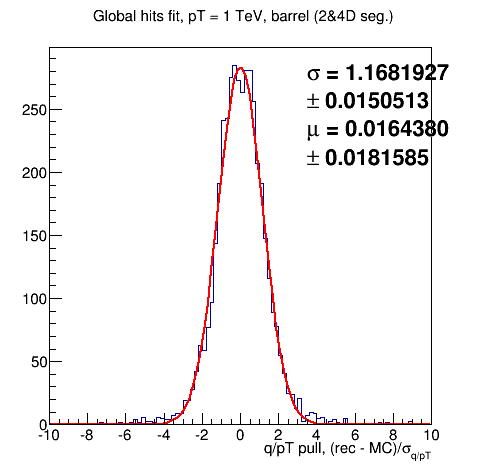 Global hits fit, pT = 1 TeV, barrel (2&4D seg.)
σ = 1.1681927
± 0.0150513
μ = 0.0164380
± 0.0181585
250
200
150
100
50
0
-10 -8 -6 -4 -2 0 2 4 6 8 10
q/pT pull, (rec - MC)/σq/pT